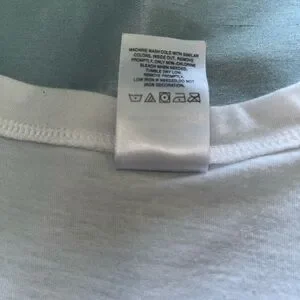 MACHINE WASH COLD WITH SIMILAR
COLORS, INSIDE OUT, REMOVE
PROMPTLY, ONLY NON-CHLORINE
BLEACH WHEN NEEDED.
TUMBLE DRY LOW.
REMOVE PROMPTLY.
LOW IRON IF NEEDED.DO NOT
IRON DECORATION.